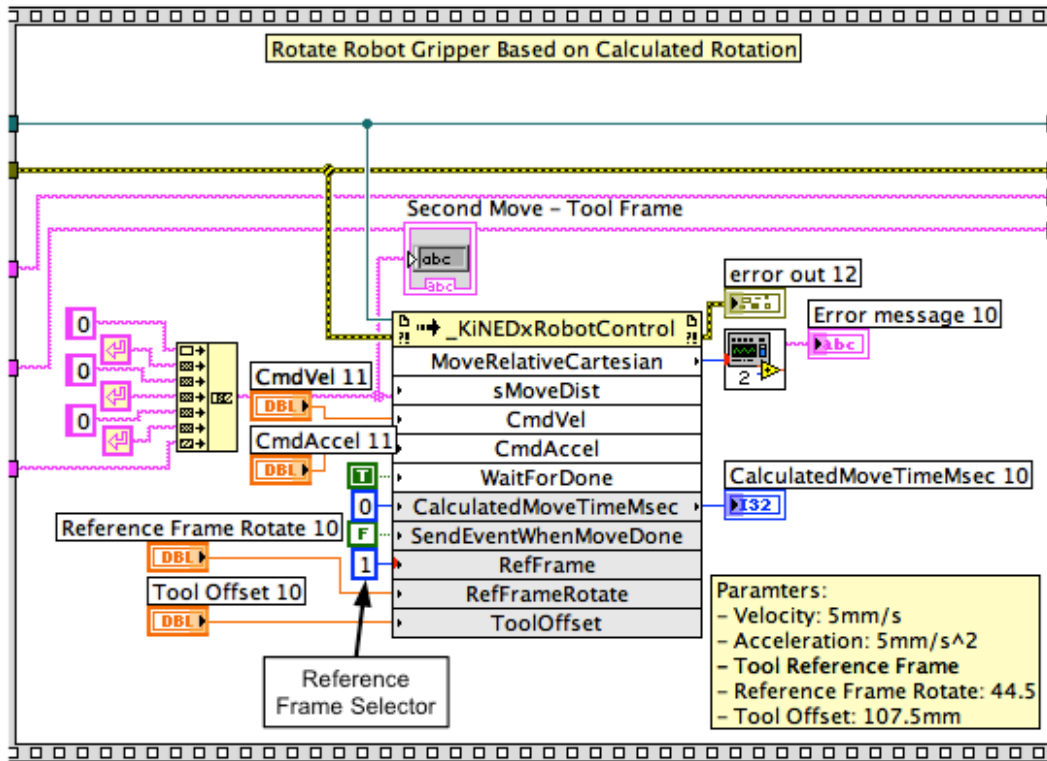 Rotate Robot Gripper Based on Calculated Rotation
Second Move - Tool Frame
abc
abc
error out 12
Error message 10
abc
_KiNEDxRobotControl
?!
?!
MoveRelativeCartesian
2
sMoveDist
CmdVel
CmdAccel
WaitForDone
CalculatedMoveTimeMsec
SendEventWhenMoveDone
RefFrame
RefFrameRotate
ToolOffset
0
0
0
CmdVel 11
DBL
CmdAccel 11
DBL
T
0
F
1
Reference Frame Rotate 10
DBL
Tool Offset 10
DBL
CalculatedMoveTimeMsec 10
I32
Reference
Frame Selector
Paramters:
- Velocity: 5mm/s
- Acceleration: 5mm/s^2
- Tool Reference Frame
- Reference Frame Rotate: 44.5
- Tool Offset: 107.5mm